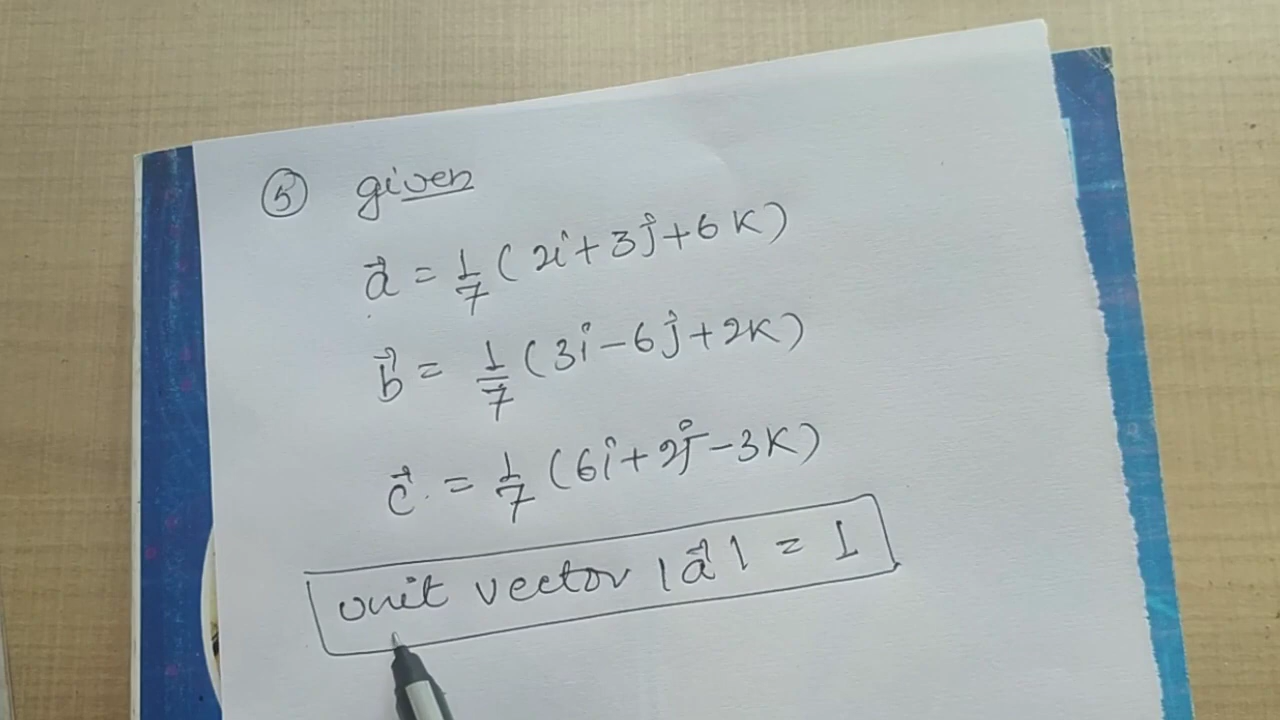 5 given
a⃗ = 1/7 (2i + 3j + 6K)
b⃗ = 1/7 (3i − 6j + 2K)
c⃗ = 1/7 (6i + 2j − 3K)
unit vector |a⃗| = 1